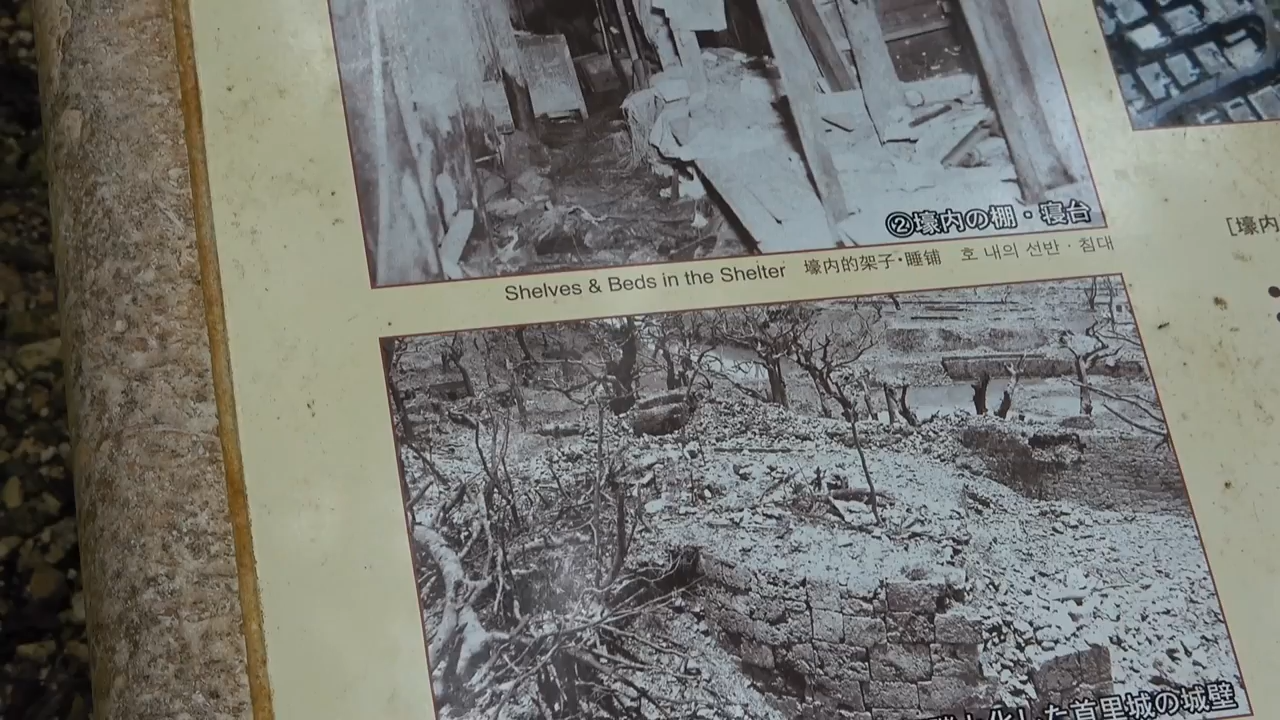 ②壕内の棚・寝台
Shelves & Beds in the Shelter 壕内的架子•睡铺 호 내의 선반 · 침대
[壕内
化した首里城の城壁